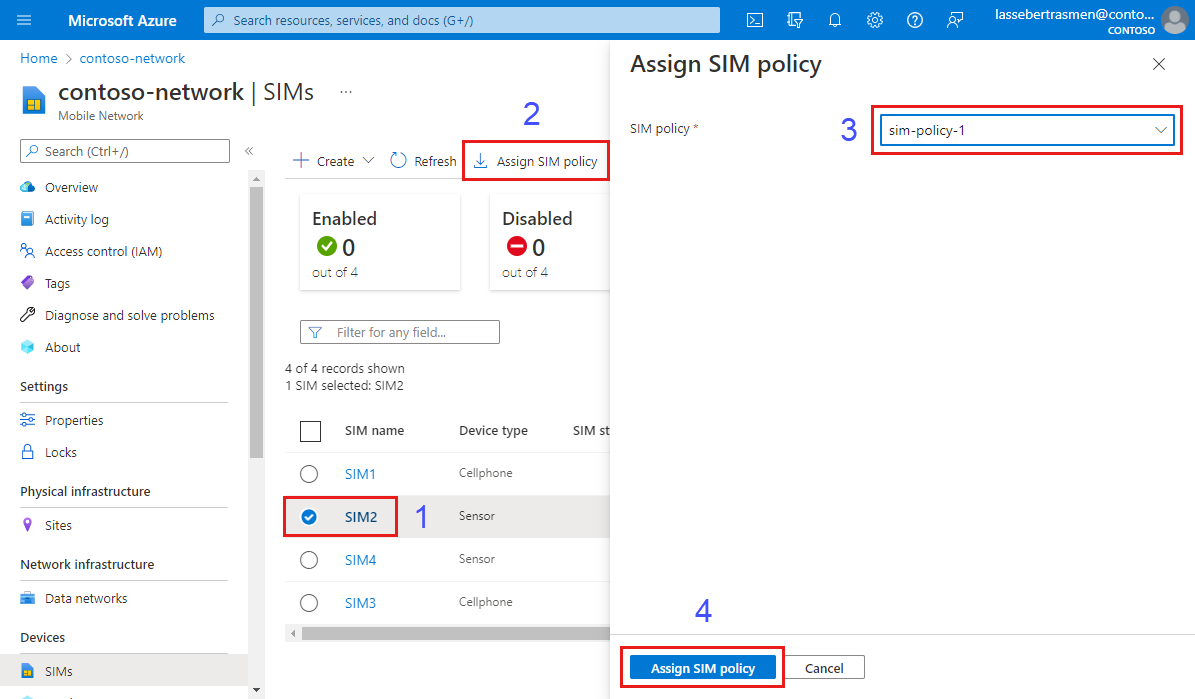 Microsoft Azure
Search resources, services, and docs (G+/)
lassebertrasmen@conto...
CONTOSO
Home > contoso-network
contoso-network | SIMs ...
Mobile Network
Search (Ctrl+/)
«
Overview
Activity log
Access control (IAM)
Tags
Diagnose and solve problems
About
Settings
Properties
Locks
Physical infrastructure
Sites
Network infrastructure
Data networks
Devices
SIMs
2
Create
Refresh
Assign SIM policy
Enabled
0
out of 4
Disabled
0
out of 4
Filter for any field...
4 of 4 records shown
1 SIM selected: SIM2
SIM name Device type SIM st
SIM1 Cellphone
SIM2 1 Sensor
SIM4 Sensor
SIM3 Cellphone
Assign SIM policy
SIM policy *
3
sim-policy-1
4
Assign SIM policy
Cancel